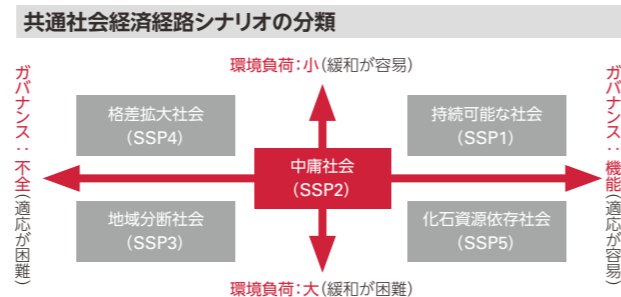 共通社会経済経路シナリオの分類
環境負荷:小(緩和が容易)
ガバナンス:不全(適応が困難)
格差拡大社会
(SSP4)
持続可能な社会
(SSP1)
ガバナンス:機能(適応が容易)
中庸社会
(SSP2)
地域分断社会
(SSP3)
化石資源依存社会
(SSP5)
環境負荷:大(緩和が困難)